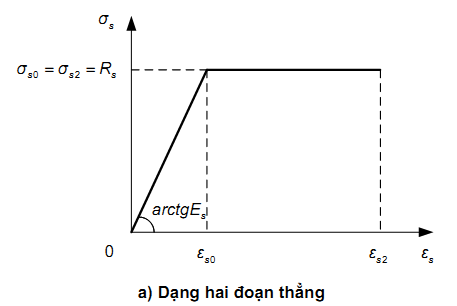 σs
σs0 = σs2 = Rs
arctgEs
0
εs0
εs2
εs
a) Dạng hai đoạn thẳng